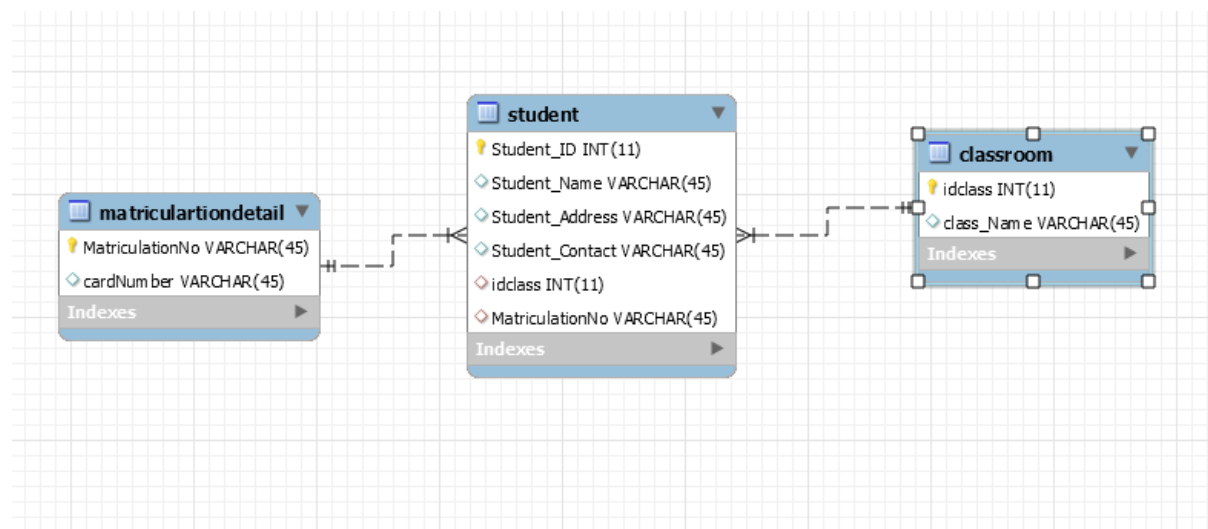 matriculartiondetail
MatriculationNo VARCHAR(45)
cardNumber VARCHAR(45)
Indexes
student
Student_ID INT(11)
Student_Name VARCHAR(45)
Student_Address VARCHAR(45)
Student_Contact VARCHAR(45)
idclass INT(11)
MatriculationNo VARCHAR(45)
Indexes
classroom
idclass INT(11)
class_Name VARCHAR(45)
Indexes